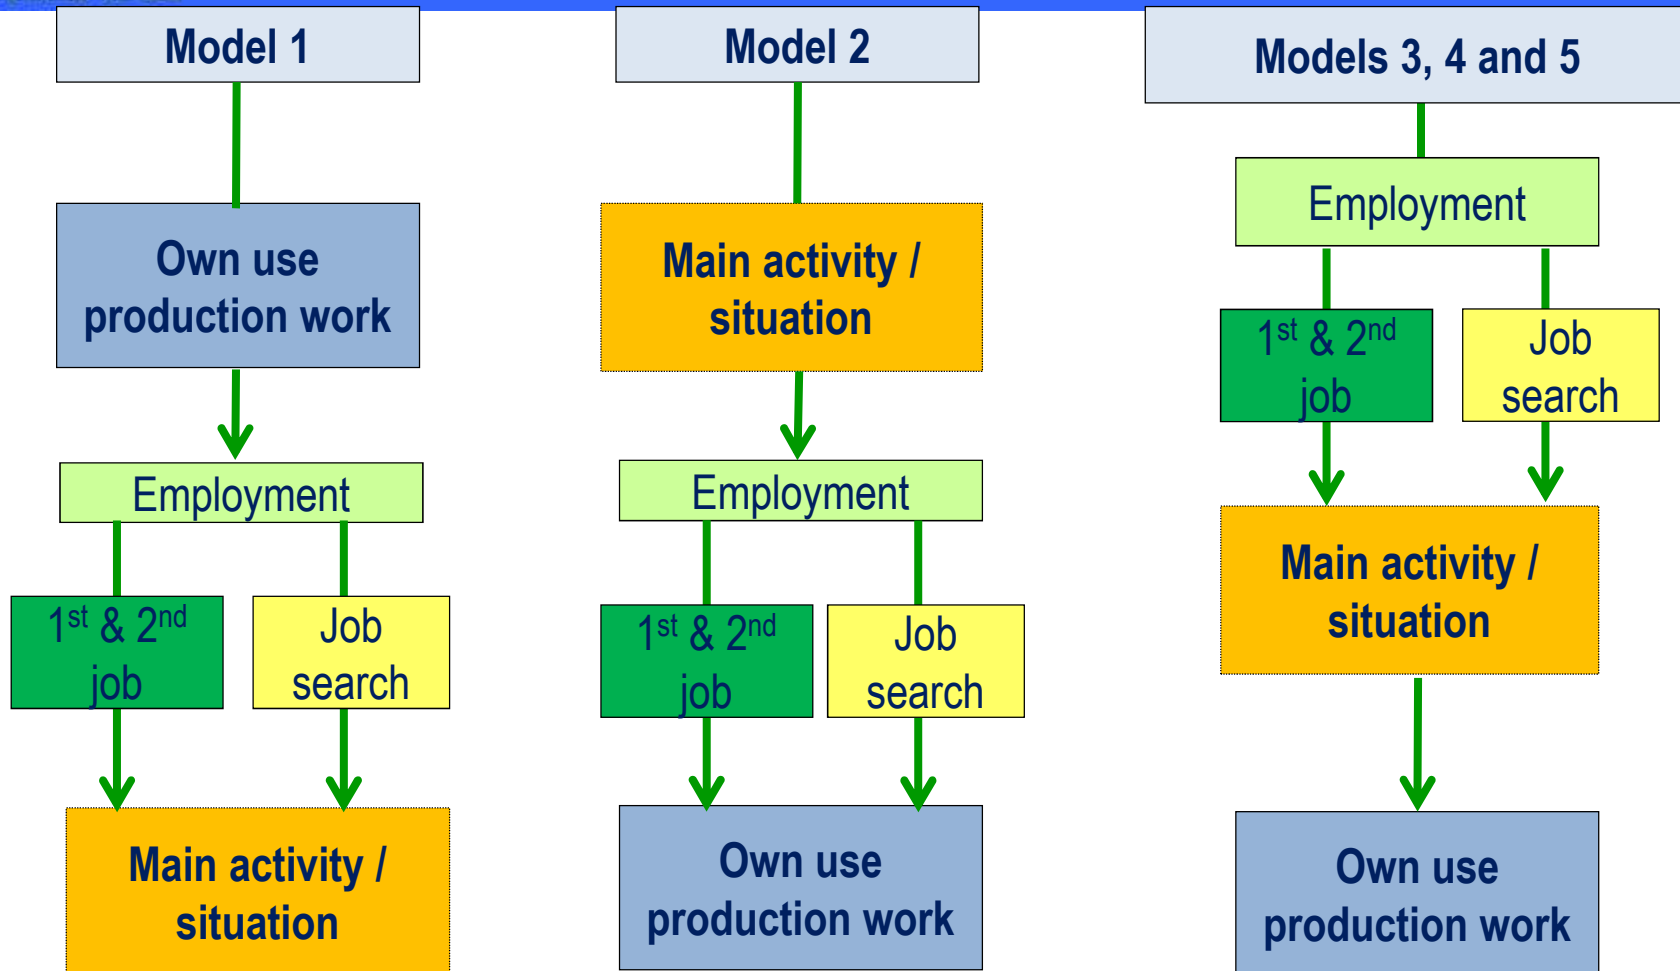 Model 1
Own use
production work
Employment
1st & 2nd
job
Job
search
Main activity /
situation
Model 2
Main activity /
situation
Employment
1st & 2nd
job
Job
search
Own use
production work
Models 3, 4 and 5
Employment
1st & 2nd
job
Job
search
Main activity /
situation
Own use
production work